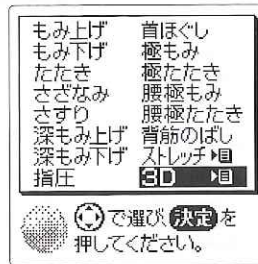 もみ上げ 首ほぐし
もみ下げ 極もみ
たたき 極たたき
さざなみ 腰極もみ
さすり 腰極たたき
深もみ上げ 背筋のばし
深もみ下げ ストレッチ
指圧 3D
で選び 決定 を
押してください。